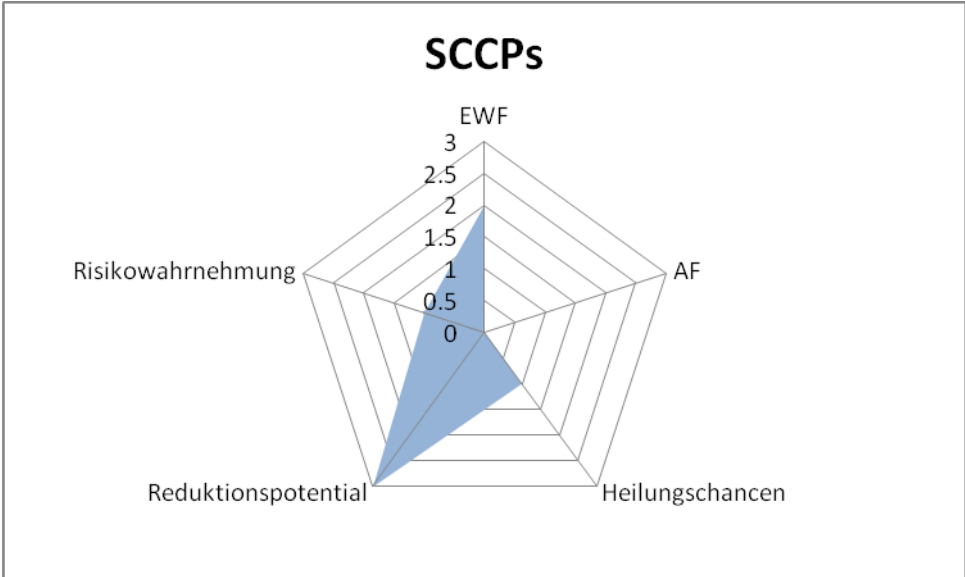 SCCPs
EWF
3
2.5
2
1.5
1
0.5
0
AF
Risikowahrnehmung
Heilungschancen
Reduktionspotential